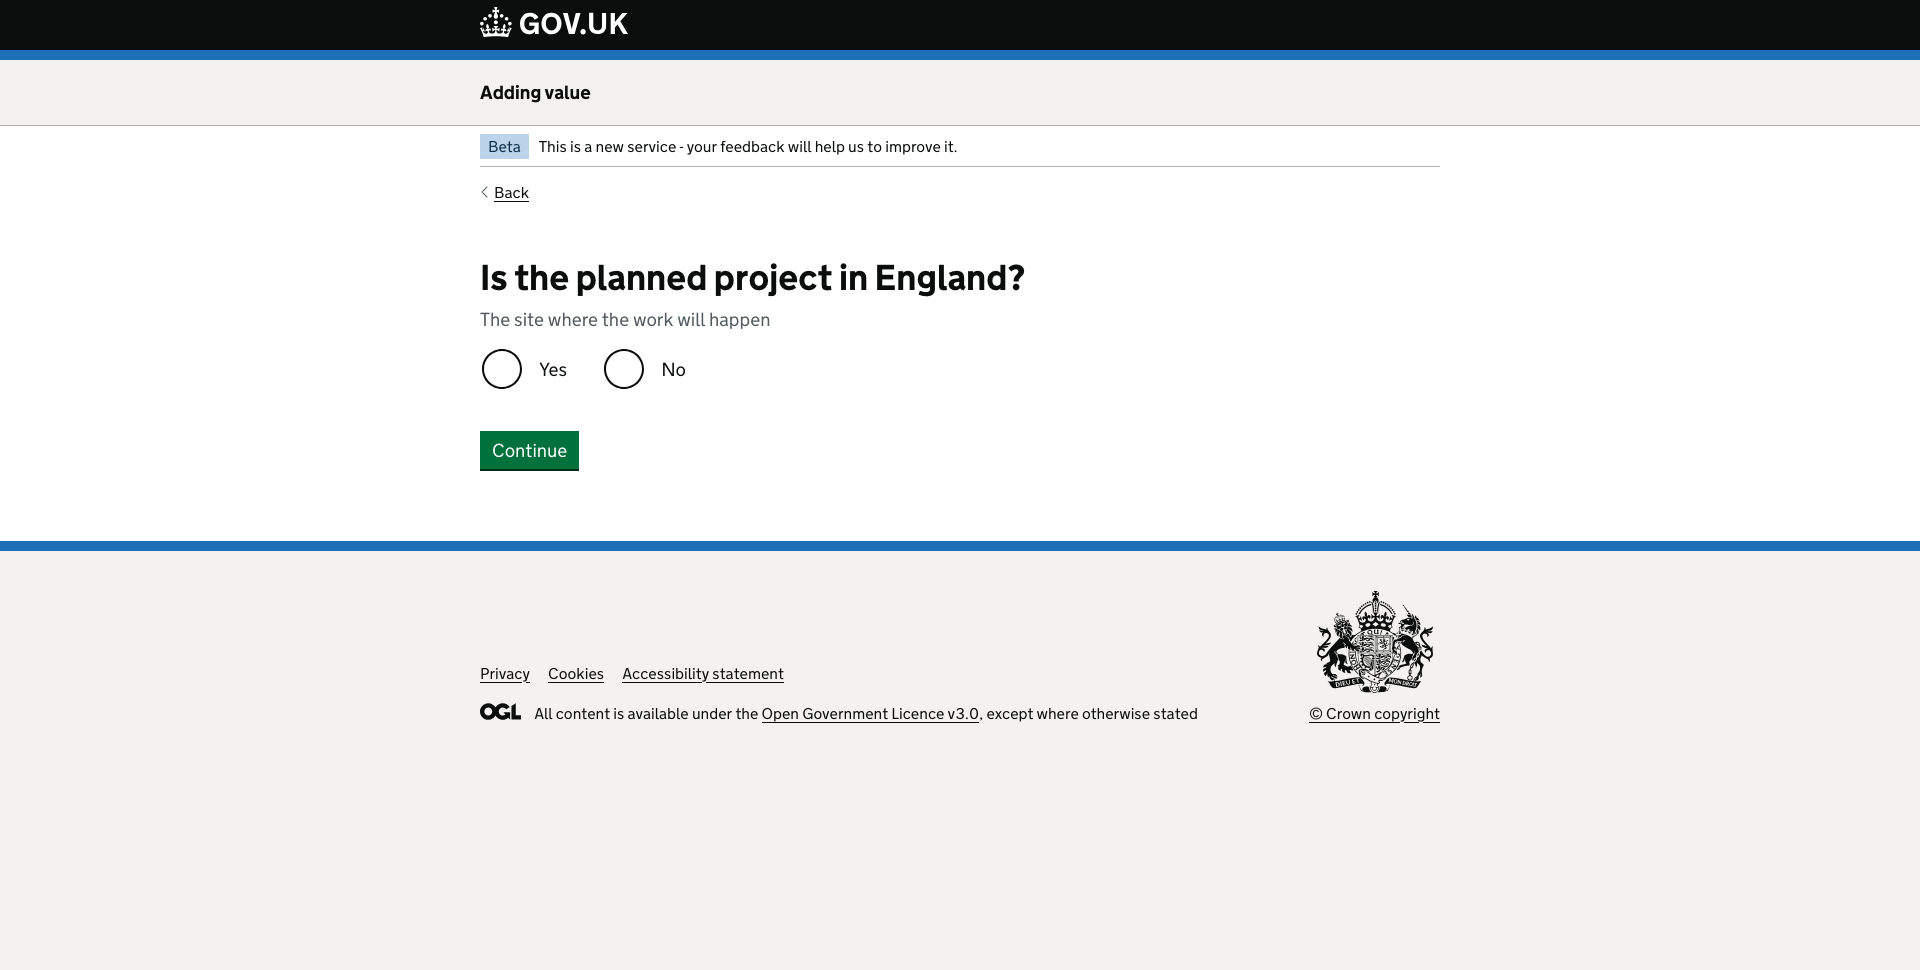 GOV.UK
Adding value
Beta This is a new service - your feedback will help us to improve it.
Back
Is the planned project in England?
The site where the work will happen
Yes No
Continue
Privacy Cookies Accessibility statement
OGL All content is available under the Open Government Licence v3.0, except where otherwise stated
© Crown copyright